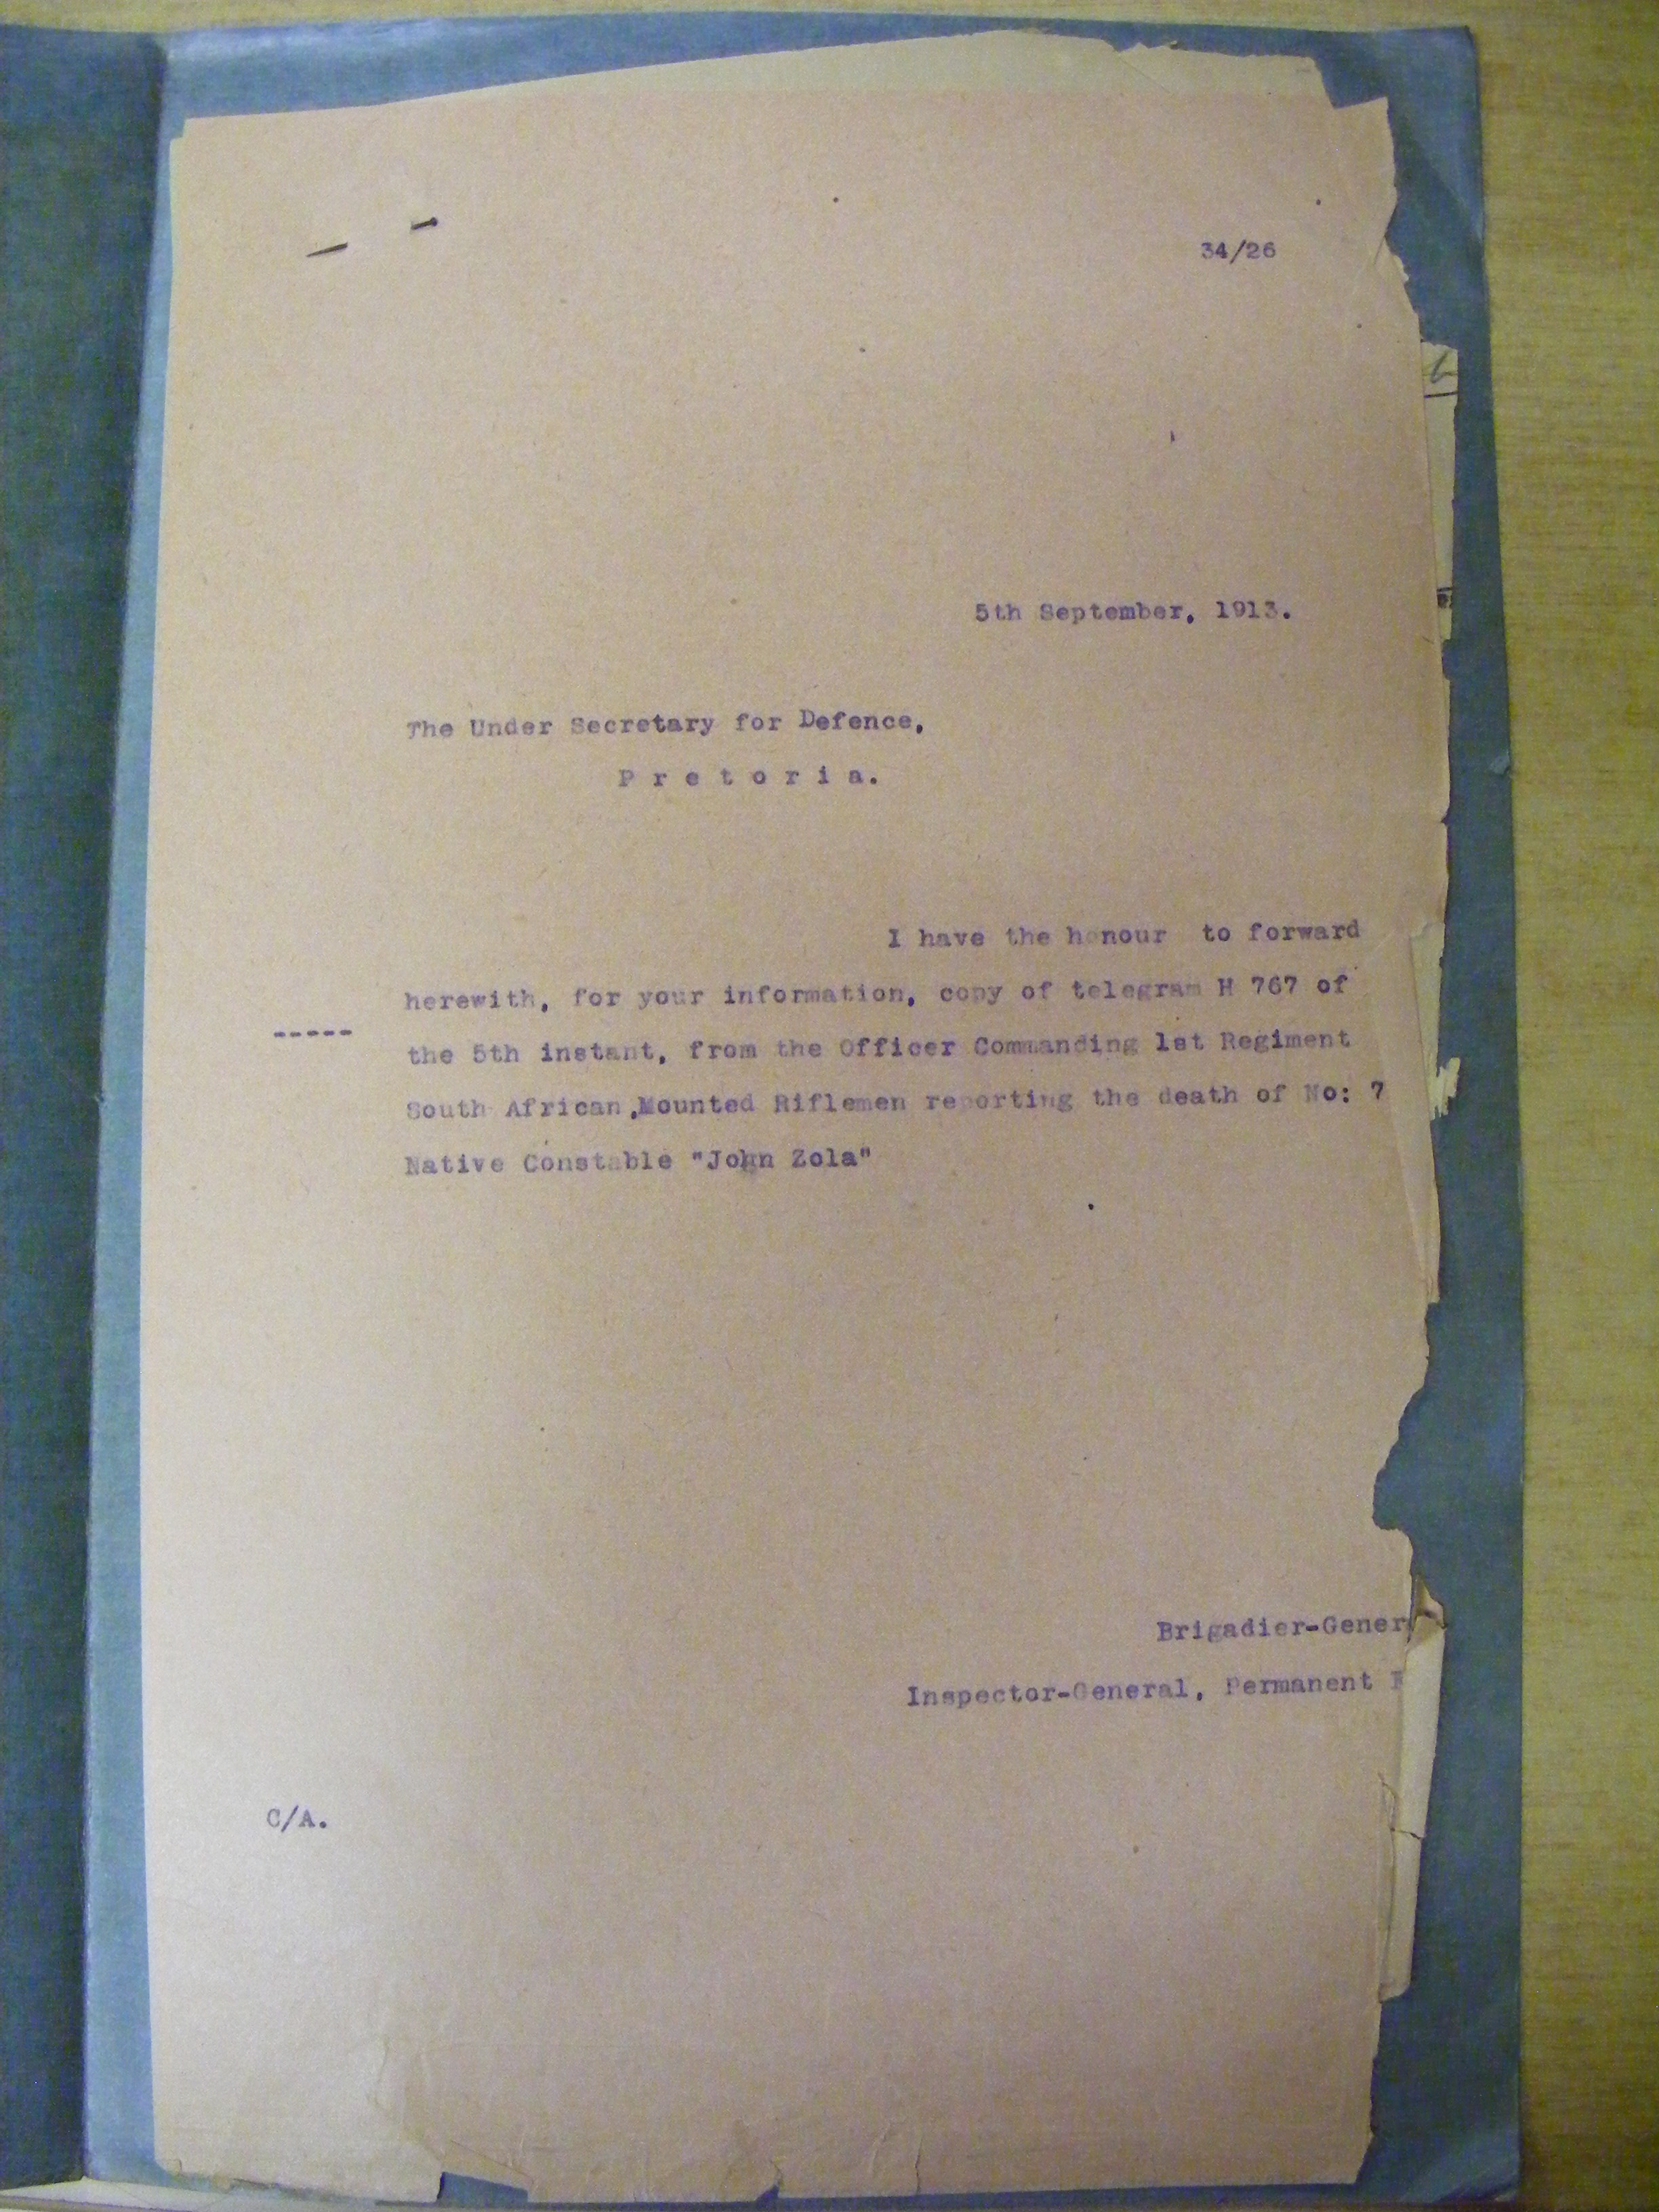 34/26
5th September, 1913.
The Under Secretary for Defence,
P r e t o r i a.
I have the honour to forward
herewith, for your information, copy of telegram H 767 of
-----
the 5th instant, from the Officer Commanding 1st Regiment
South African Mounted Riflemen reporting the death of No: 7
Native Constable "John Zola"
Brigadier-Gener
Inspector-General, Permanent
C/A.